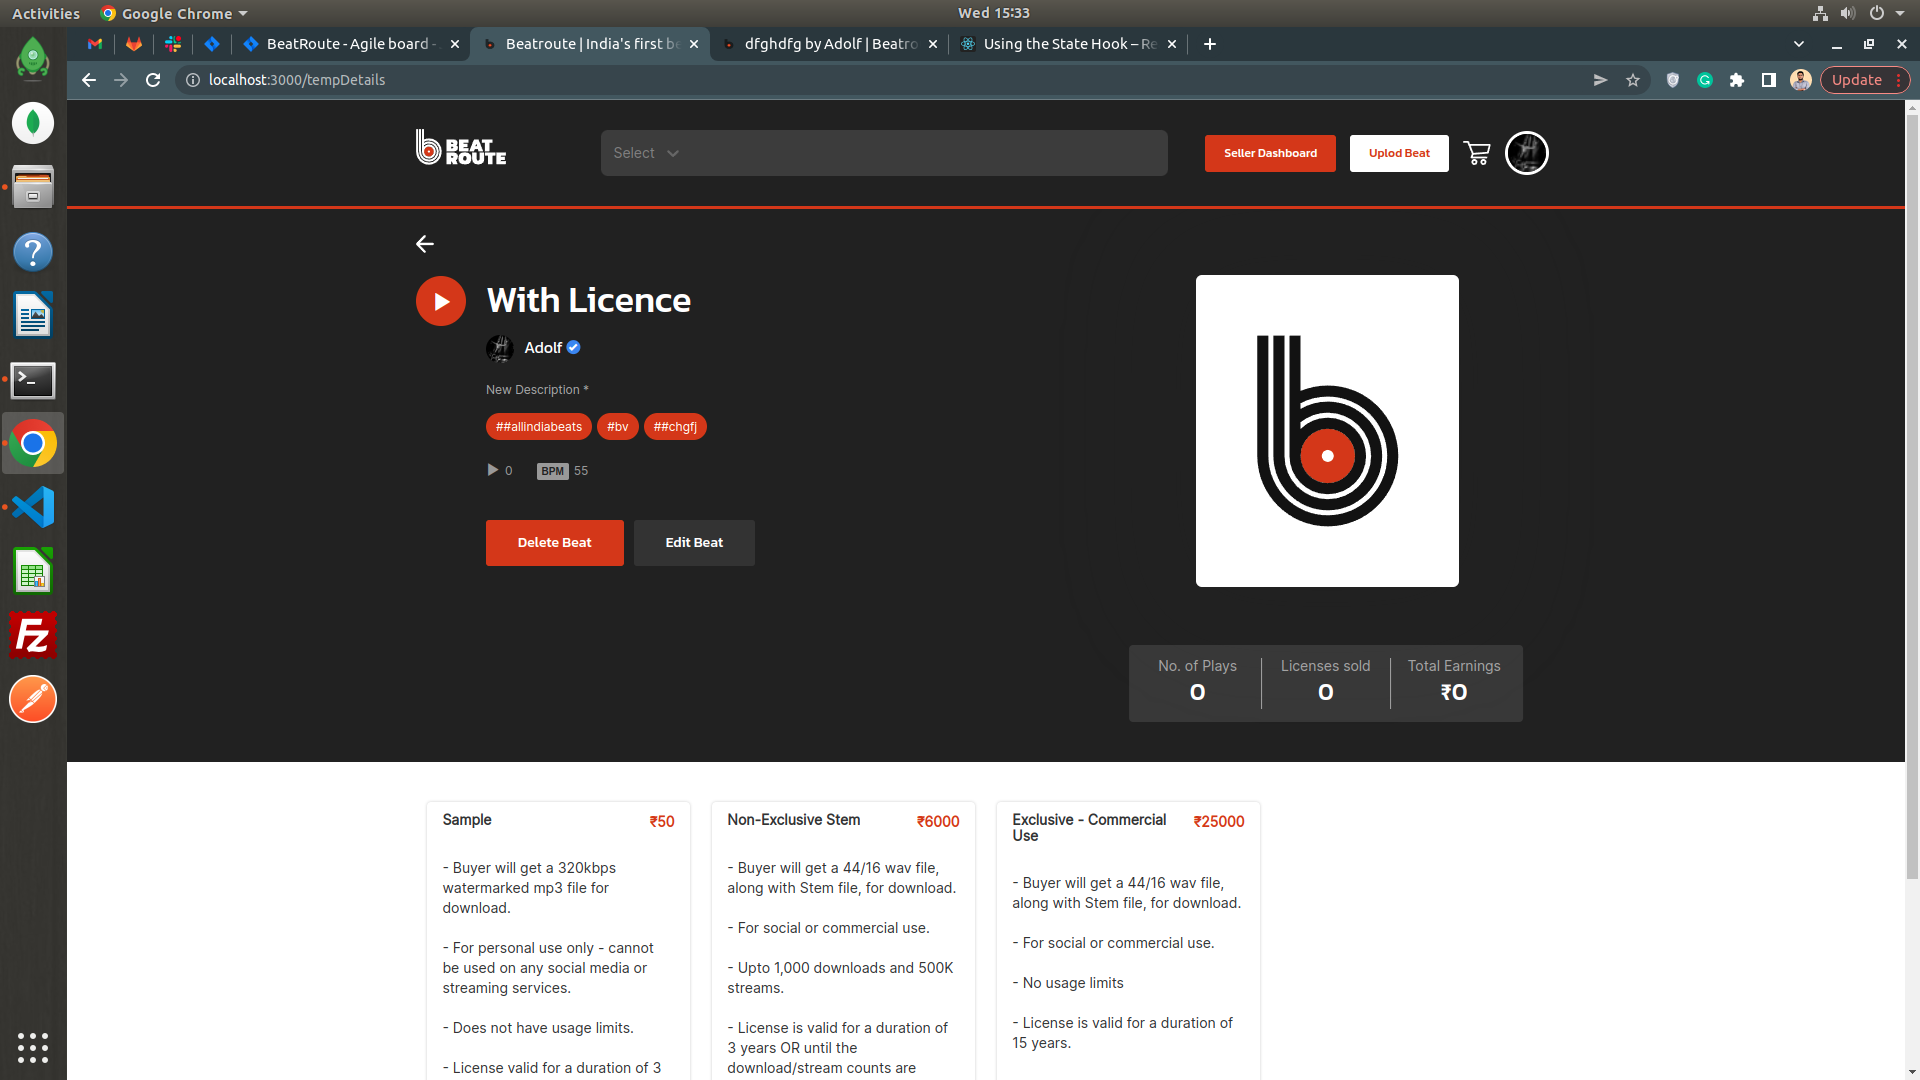 Activities
Google Chrome
Wed 15:33
BeatRoute - Agile board -
Beatroute | India's first be
dfghdfg by Adolf | Beatro
Using the State Hook – Re
localhost:3000/tempDetails
Update
BEAT
ROUTE
Select
Seller Dashboard
Uplod Beat
With Licence
Adolf
New Description *
##allindiabeats
#bv
##chgfj
0
BPM
55
Delete Beat
Edit Beat
No. of Plays
0
Licenses sold
0
Total Earnings
₹0
Sample
₹50
- Buyer will get a 320kbps
watermarked mp3 file for
download.
- For personal use only - cannot
be used on any social media or
streaming services.
- Does not have usage limits.
- License valid for a duration of 3
Non-Exclusive Stem
₹6000
- Buyer will get a 44/16 wav file,
along with Stem file, for download.
- For social or commercial use.
- Upto 1,000 downloads and 500K
streams.
- License is valid for a duration of
3 years OR until the
download/stream counts are
Exclusive - Commercial
Use
₹25000
- Buyer will get a 44/16 wav file,
along with Stem file, for download.
- For social or commercial use.
- No usage limits
- License is valid for a duration of
15 years.